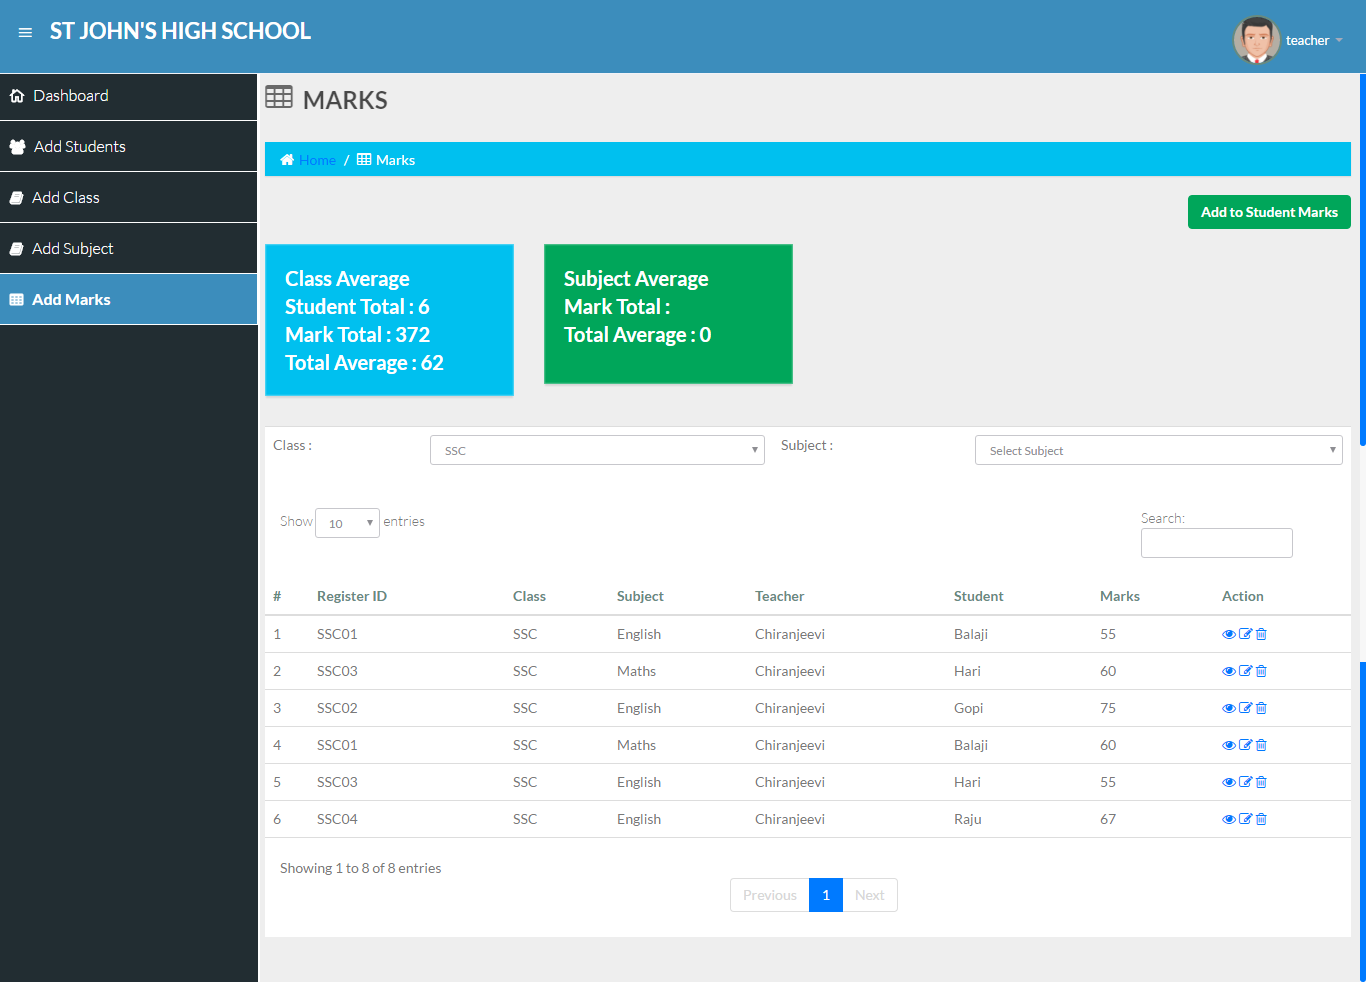 ST JOHN'S HIGH SCHOOL
teacher
Dashboard
Add Students
Add Class
Add Subject
Add Marks
MARKS
Home / Marks
Add to Student Marks
Class Average
Student Total : 6
Mark Total : 372
Total Average : 62
Subject Average
Mark Total :
Total Average : 0
Class : SSC Subject : Select Subject
Show 10 entries
Search:
# Register ID Class Subject Teacher Student Marks Action
1 SSC01 SSC English Chiranjeevi Balaji 55
2 SSC03 SSC Maths Chiranjeevi Hari 60
3 SSC02 SSC English Chiranjeevi Gopi 75
4 SSC01 SSC Maths Chiranjeevi Balaji 60
5 SSC03 SSC English Chiranjeevi Hari 55
6 SSC04 SSC English Chiranjeevi Raju 67
Showing 1 to 8 of 8 entries
Previous 1 Next